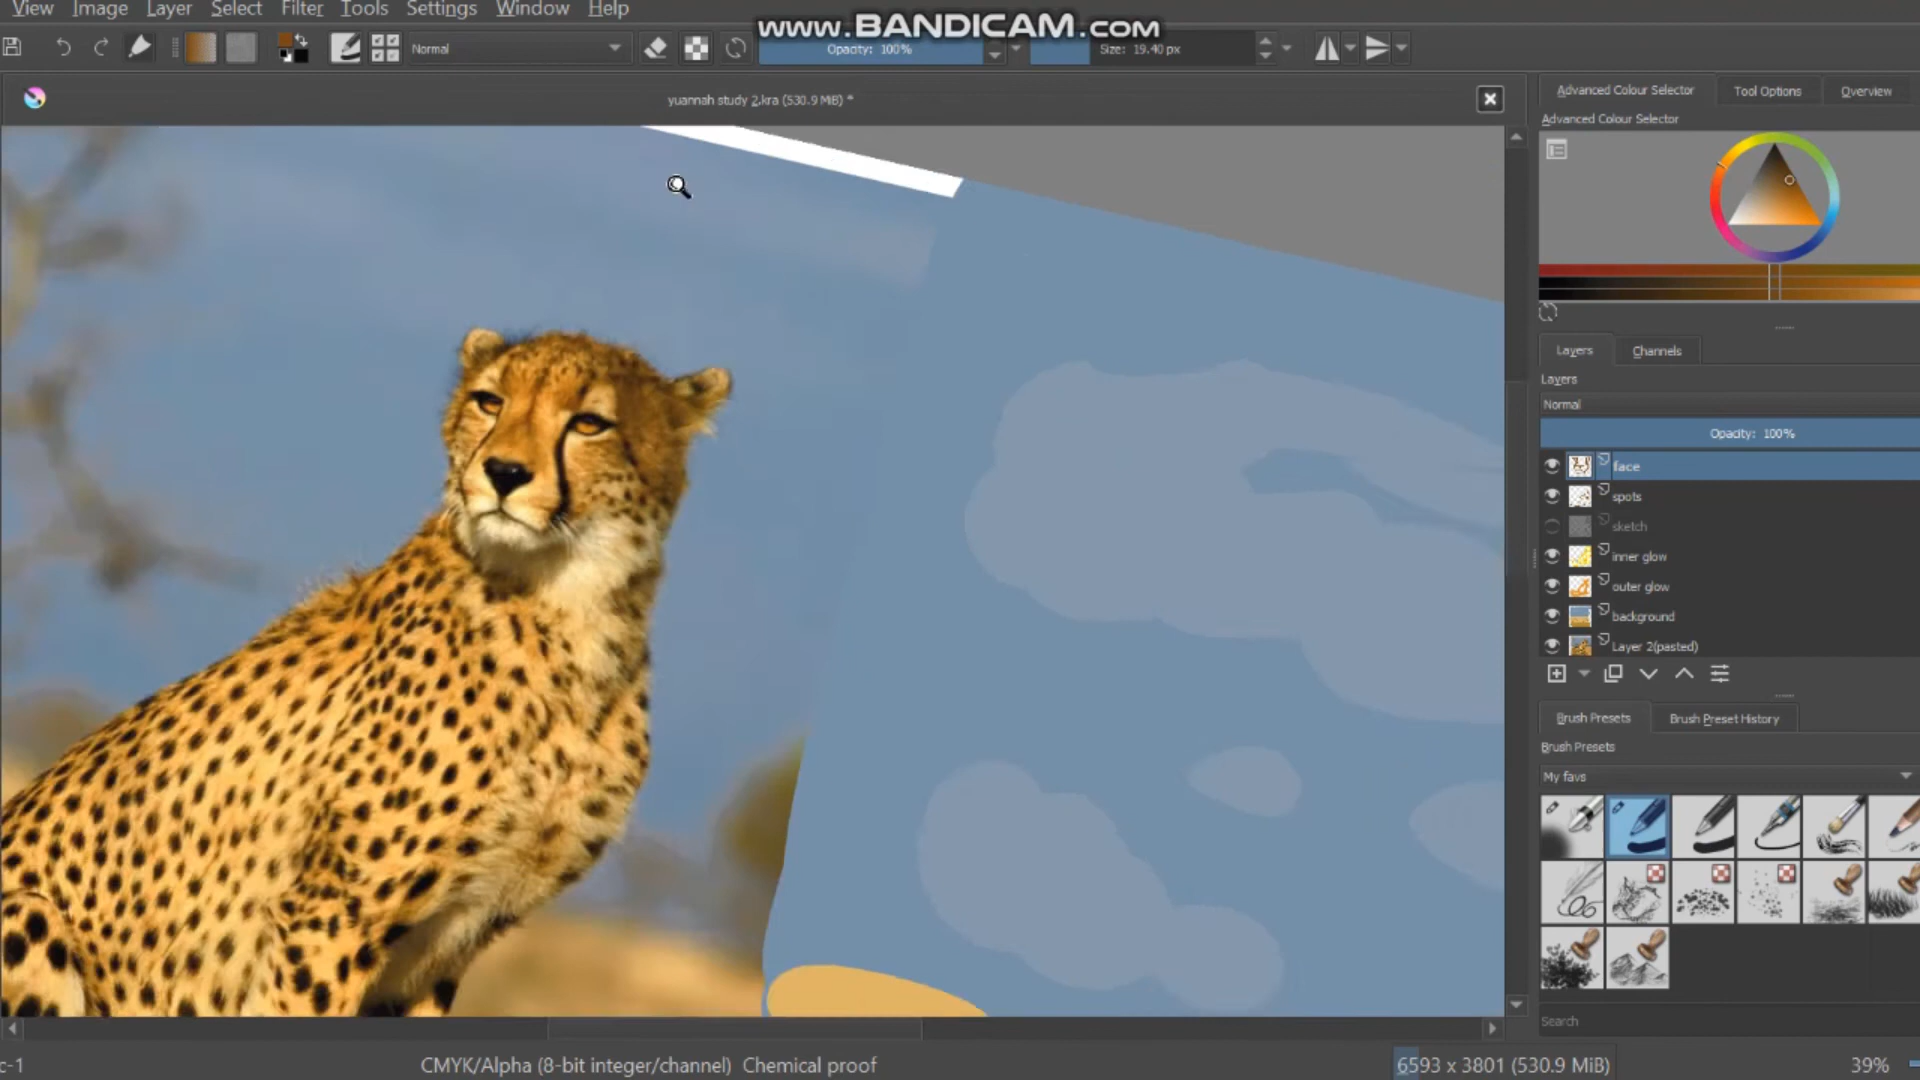 View Image Layer Select Filter Tools Settings Window Help
www.BANDICAM.com
Normal
Opacity: 100%
Size: 19.40 px
yuannah study 2.kra (530.9 MiB) *
Advanced Colour Selector Tool Options Overview
Advanced Colour Selector
Layers Channels
Layers
Normal
Opacity: 100%
face
spots
sketch
inner glow
outer glow
background
Layer 2(pasted)
Brush Presets Brush Preset History
Brush Presets
My favs
Search
c-1
CMYK/Alpha (8-bit integer/channel) Chemical proof
6593 x 3801 (530.9 MiB)
39%